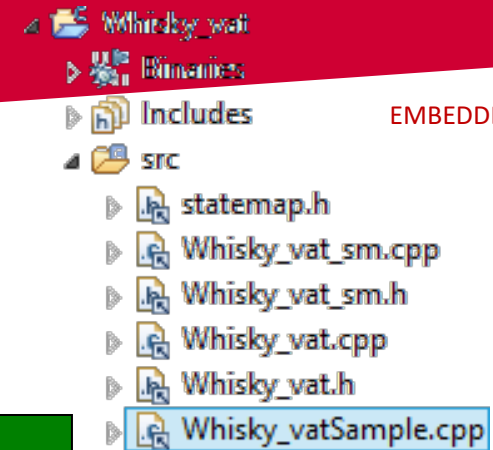 Whisky_vat
Binaries
Includes
EMBEDD
src
statemap.h
Whisky_vat_sm.cpp
Whisky_vat_sm.h
Whisky_vat.cpp
Whisky_vat.h
Whisky_vatSample.cpp